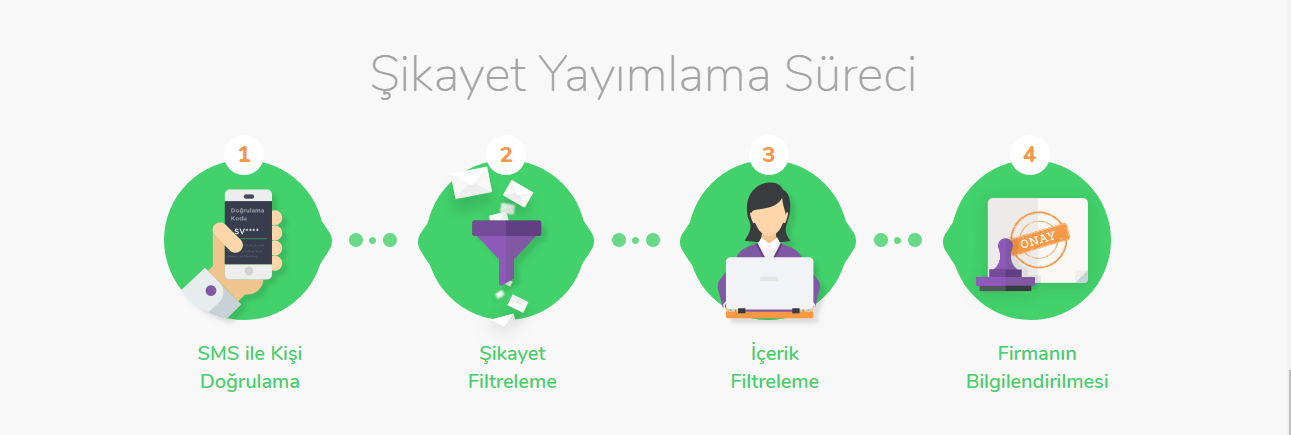 Şikayet Yayımlama Süreci
1
2
3
4
Doğrulama
Kodu
SV****
ONAY
SMS ile Kişi
Doğrulama
Şikayet
Filtreleme
İçerik
Filtreleme
Firmanın
Bilgilendirilmesi